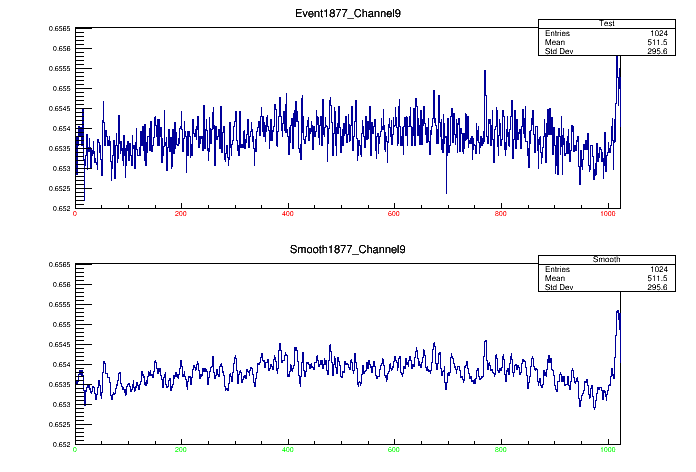 Event1877_Channel9
Test
Entries 1024
Mean 511.5
Std Dev 295.6
0.6565
0.656
0.6555
0.655
0.6545
0.654
0.6535
0.653
0.6525
0.652
0 200 400 600 800 1000
Smooth1877_Channel9
Smooth
Entries 1024
Mean 511.5
Std Dev 295.6
0.6565
0.656
0.6555
0.655
0.6545
0.654
0.6535
0.653
0.6525
0.652
0 200 400 600 800 1000